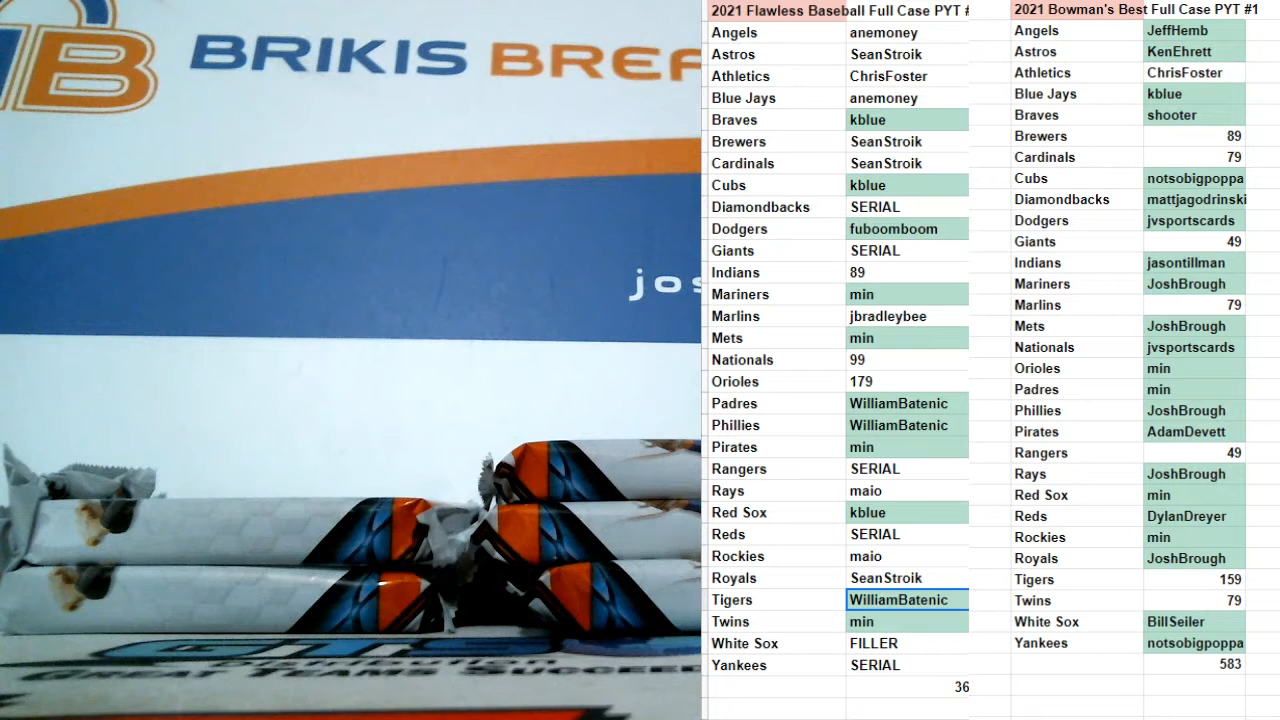 BRIKIS BREA
B
jos
GTS
Distribution
GREAT TEAMS SUCCEED
2021 Flawless Baseball Full Case PYT #
Angels anemoney
Astros SeanStroik
Athletics ChrisFoster
Blue Jays anemoney
Braves kblue
Brewers SeanStroik
Cardinals SeanStroik
Cubs kblue
Diamondbacks SERIAL
Dodgers fuboomboom
Giants SERIAL
Indians 89
Mariners min
Marlins jbradleybee
Mets min
Nationals 99
Orioles 179
Padres WilliamBatenic
Phillies WilliamBatenic
Pirates min
Rangers SERIAL
Rays maio
Red Sox kblue
Reds SERIAL
Rockies maio
Royals SeanStroik
Tigers WilliamBatenic
Twins min
White Sox FILLER
Yankees SERIAL
36
2021 Bowman's Best Full Case PYT #1
Angels JeffHemb
Astros KenEhrett
Athletics ChrisFoster
Blue Jays kblue
Braves shooter
Brewers 89
Cardinals 79
Cubs notsobigpoppa
Diamondbacks mattjagodrinski
Dodgers jvsportscards
Giants 49
Indians jasontillman
Mariners JoshBrough
Marlins 79
Mets JoshBrough
Nationals jvsportscards
Orioles min
Padres min
Phillies JoshBrough
Pirates AdamDevett
Rangers 49
Rays JoshBrough
Red Sox min
Reds DylanDreyer
Rockies min
Royals JoshBrough
Tigers 159
Twins 79
White Sox BillSeiler
Yankees notsobigpoppa
583